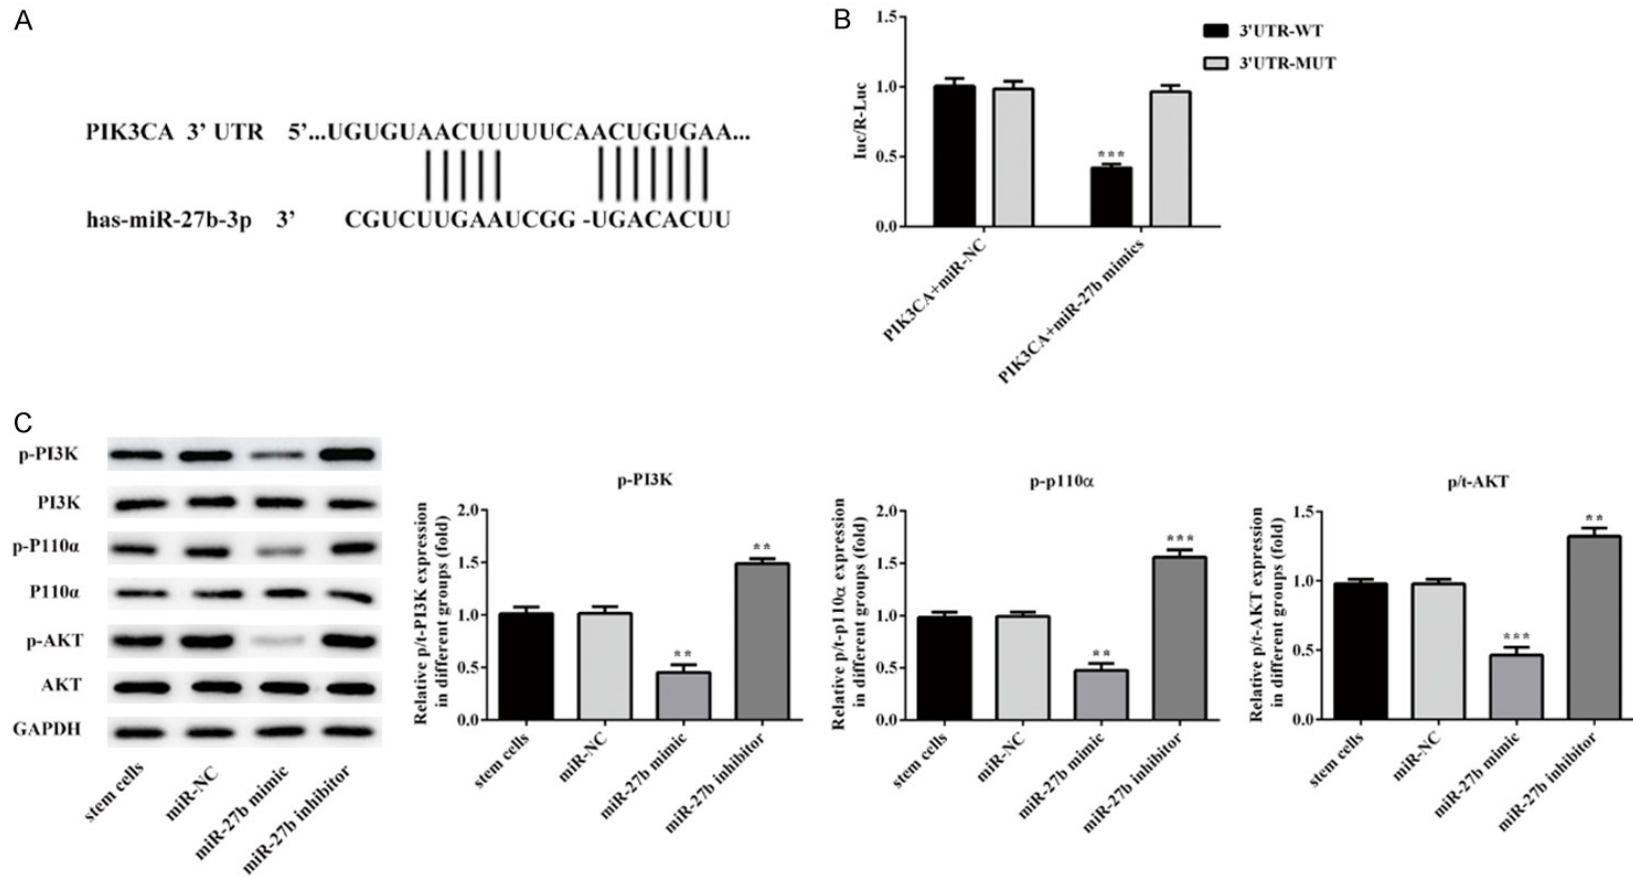 A
PIK3CA 3' UTR 5'...UGUGUAACUUUUUCAACUGUGAA...
has-miR-27b-3p 3' CGUCUUGAAUCGG -UGACACUU
B
1.5
1.0
0.5
0.0
Iuc/R-Luc
***
3'UTR-WT
3'UTR-MUT
PIK3CA+miR-NC
PIK3CA+miR-27b mimics
C
p-PI3K
PI3K
p-P110α
P110α
p-AKT
AKT
GAPDH
stem cells
miR-NC
miR-27b mimic
miR-27b inhibitor
p-PI3K
Relative p/t-PI3K expression
in different groups (fold)
2.0
1.5
1.0
0.5
0.0
**
**
stem cells
miR-NC
miR-27b mimic
miR-27b inhibitor
p-p110α
Relative p/t-p110α expression
in different groups (fold)
2.0
1.5
1.0
0.5
0.0
**
***
stem cells
miR-NC
miR-27b mimic
miR-27b inhibitor
p/t-AKT
Relative p/t-AKT expression
in different groups (fold)
1.5
1.0
0.5
0.0
***
**
stem cells
miR-NC
miR-27b mimic
miR-27b inhibitor